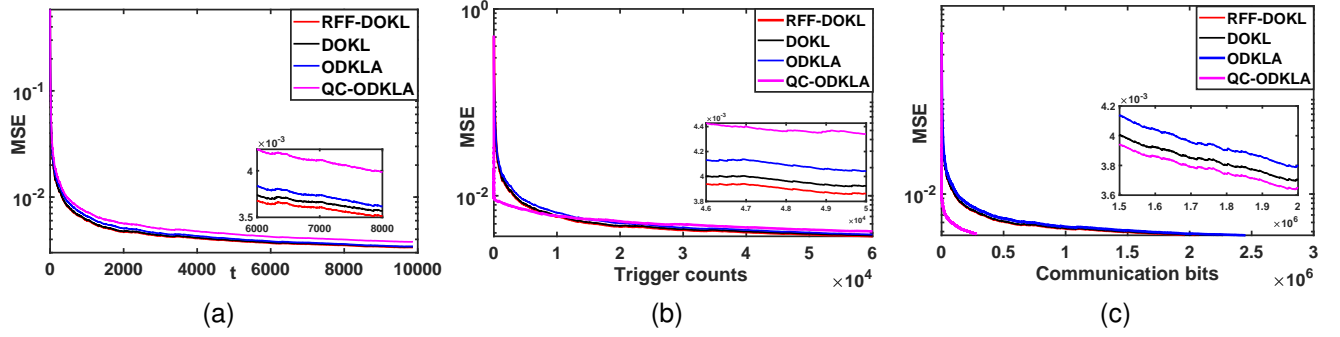 MSE
10^-1
10^-2
RFF-DOKL
DOKL
ODKLA
QC-ODKLA
×10^-3
4
3.5
6000 7000 8000
0 2000 4000 6000 8000 10000
t
(a)
MSE
10^0
10^-2
RFF-DOKL
DOKL
ODKLA
QC-ODKLA
×10^-3
4.4
4.2
4
3.8
4.6 4.7 4.8 4.9 5
×10^4
0 1 2 3 4 5 6
Trigger counts
×10^4
(b)
MSE
10^0
10^-2
RFF-DOKL
DOKL
ODKLA
QC-ODKLA
×10^-3
4.2
4
3.8
3.6
1.5 1.6 1.7 1.8 1.9 2
×10^6
0 0.5 1 1.5 2 2.5 3
Communication bits
×10^6
(c)